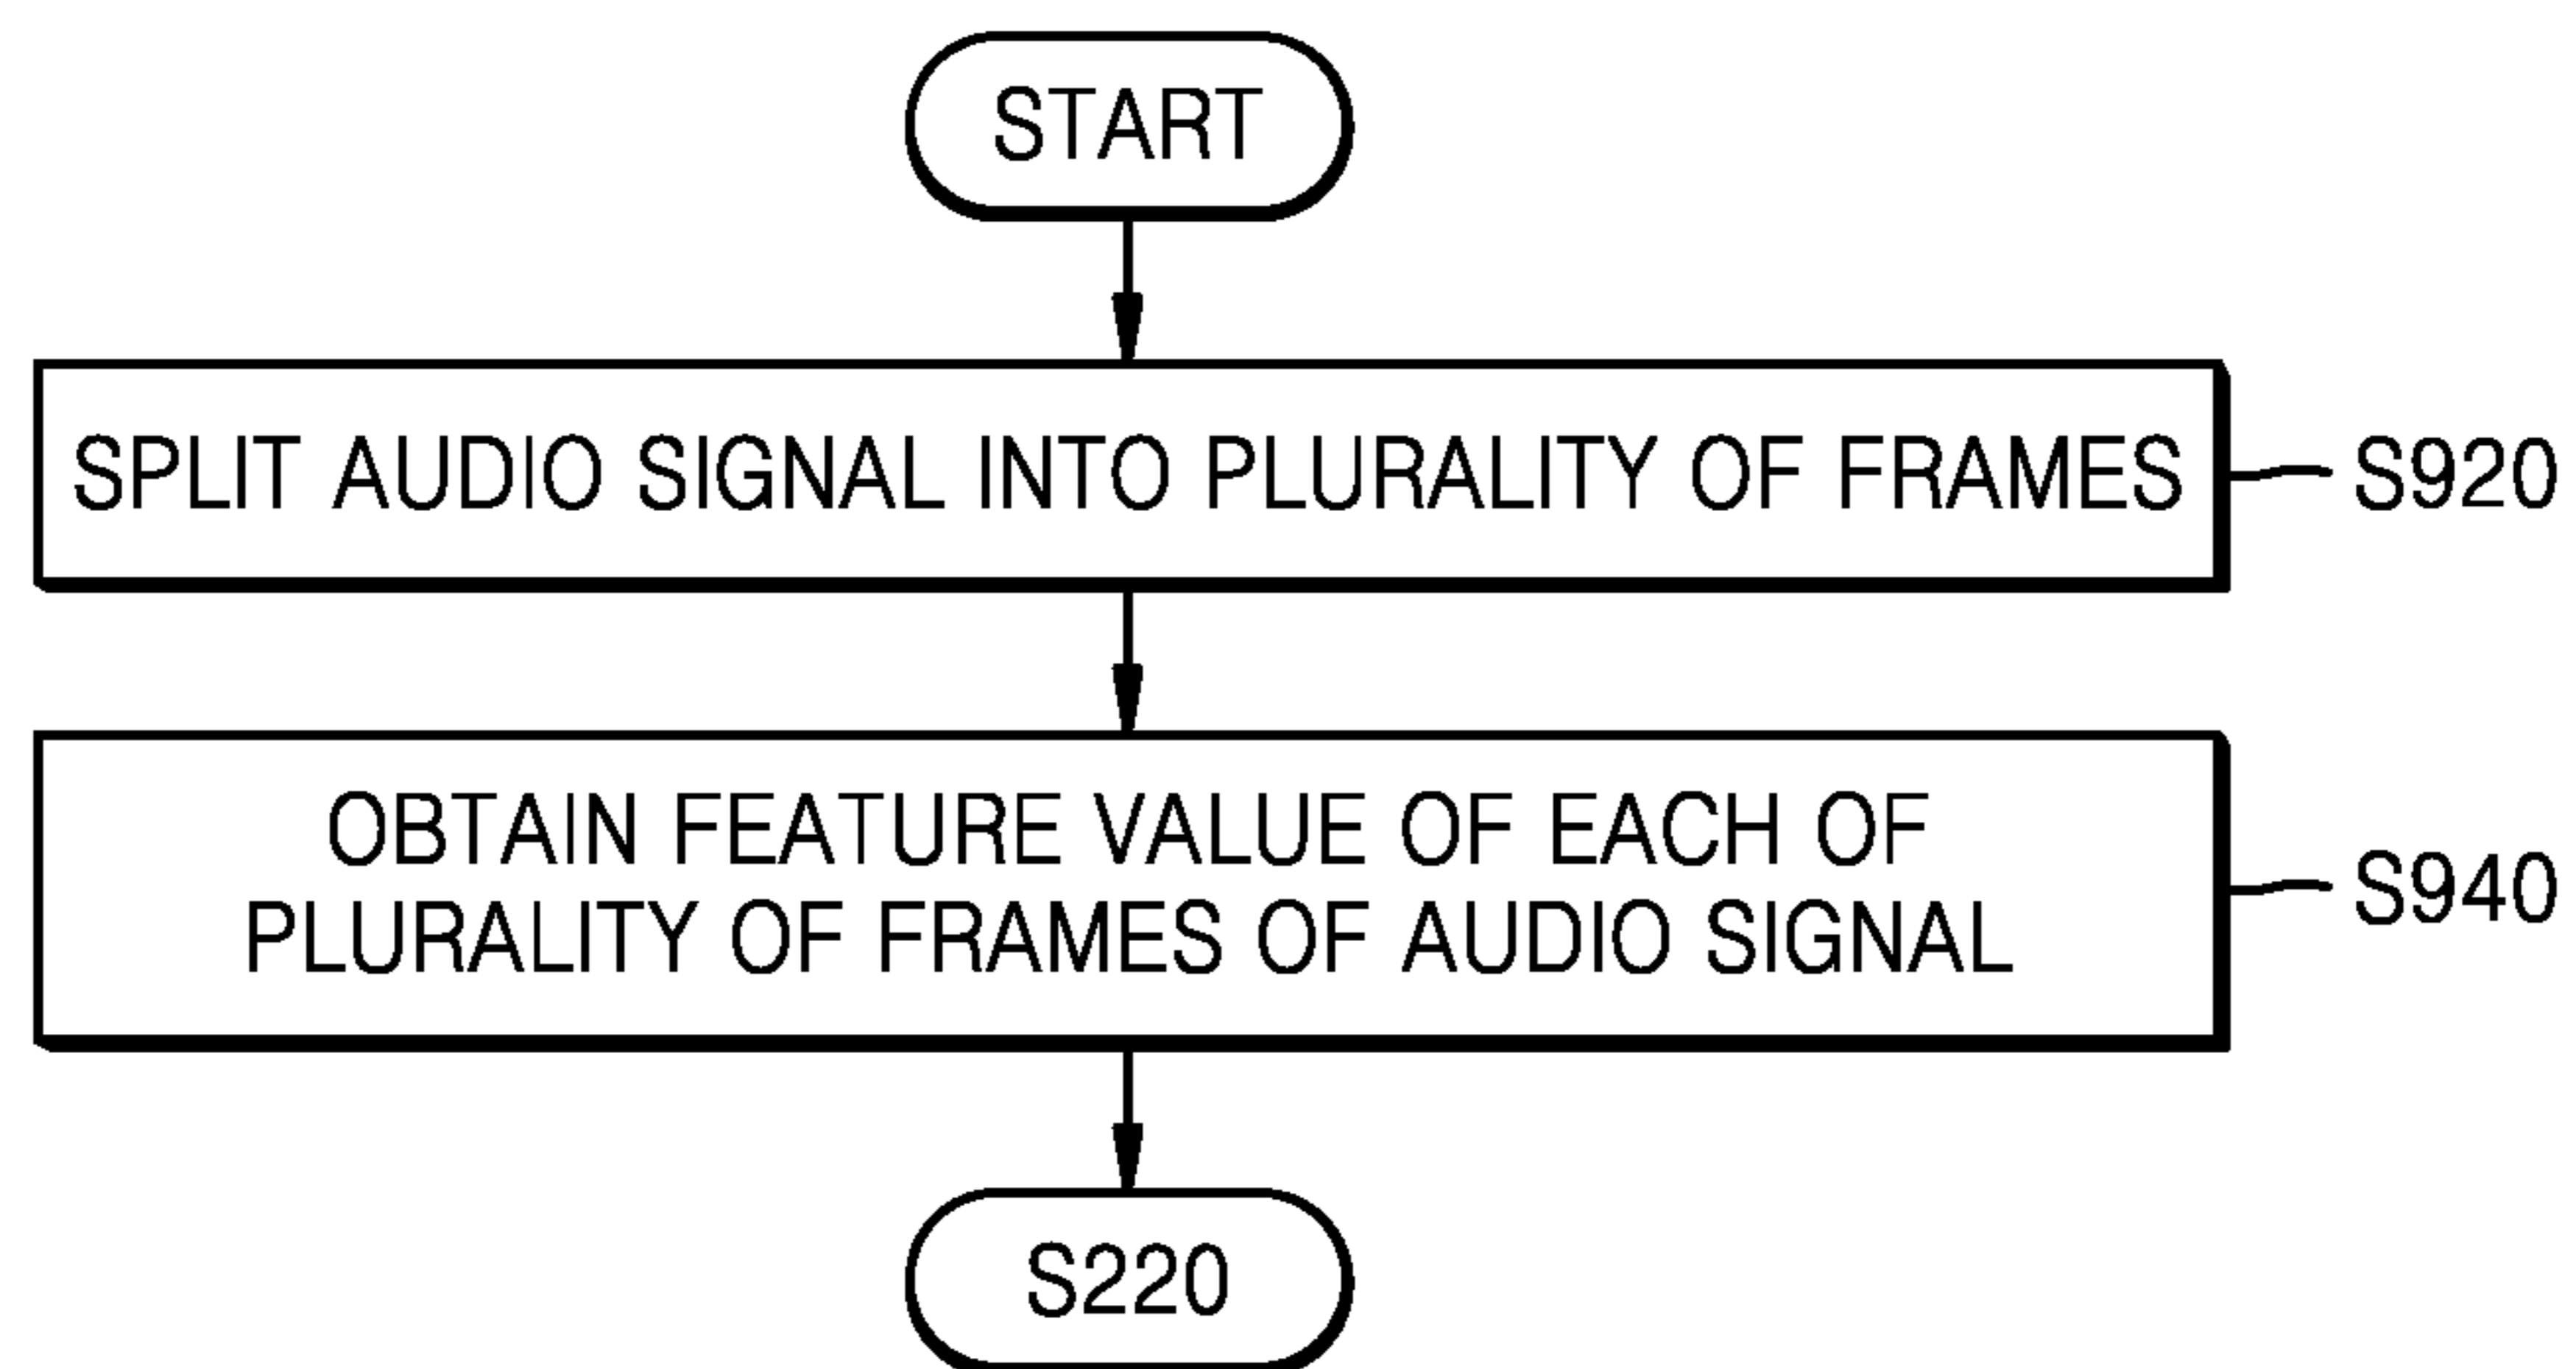 START
SPLIT AUDIO SIGNAL INTO PLURALITY OF FRAMES
S920
OBTAIN FEATURE VALUE OF EACH OF
PLURALITY OF FRAMES OF AUDIO SIGNAL
S940
S220